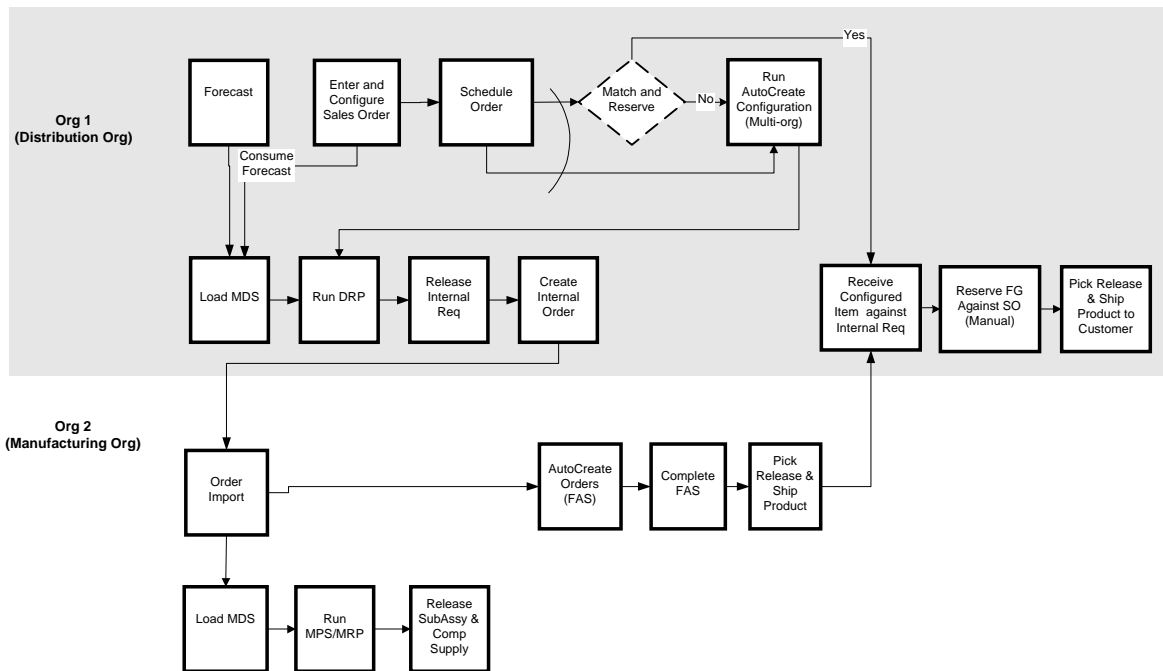 Yes
Forecast
Enter and
Configure
Sales Order
Schedule
Order
Match and
Reserve
No
Run
AutoCreate
Configuration
(Multi-org)
Org 1
(Distribution Org)
Consume
Forecast
Load MDS
Run DRP
Release
Internal
Req
Create
Internal
Order
Receive
Configured
Item against
Internal Req
Reserve FG
Against SO
(Manual)
Pick Release
& Ship
Product to
Customer
Org 2
(Manufacturing Org)
Order
Import
AutoCreate
Orders
(FAS)
Complete
FAS
Pick
Release &
Ship
Product
Load MDS
Run
MPS/MRP
Release
SubAssy &
Comp
Supply